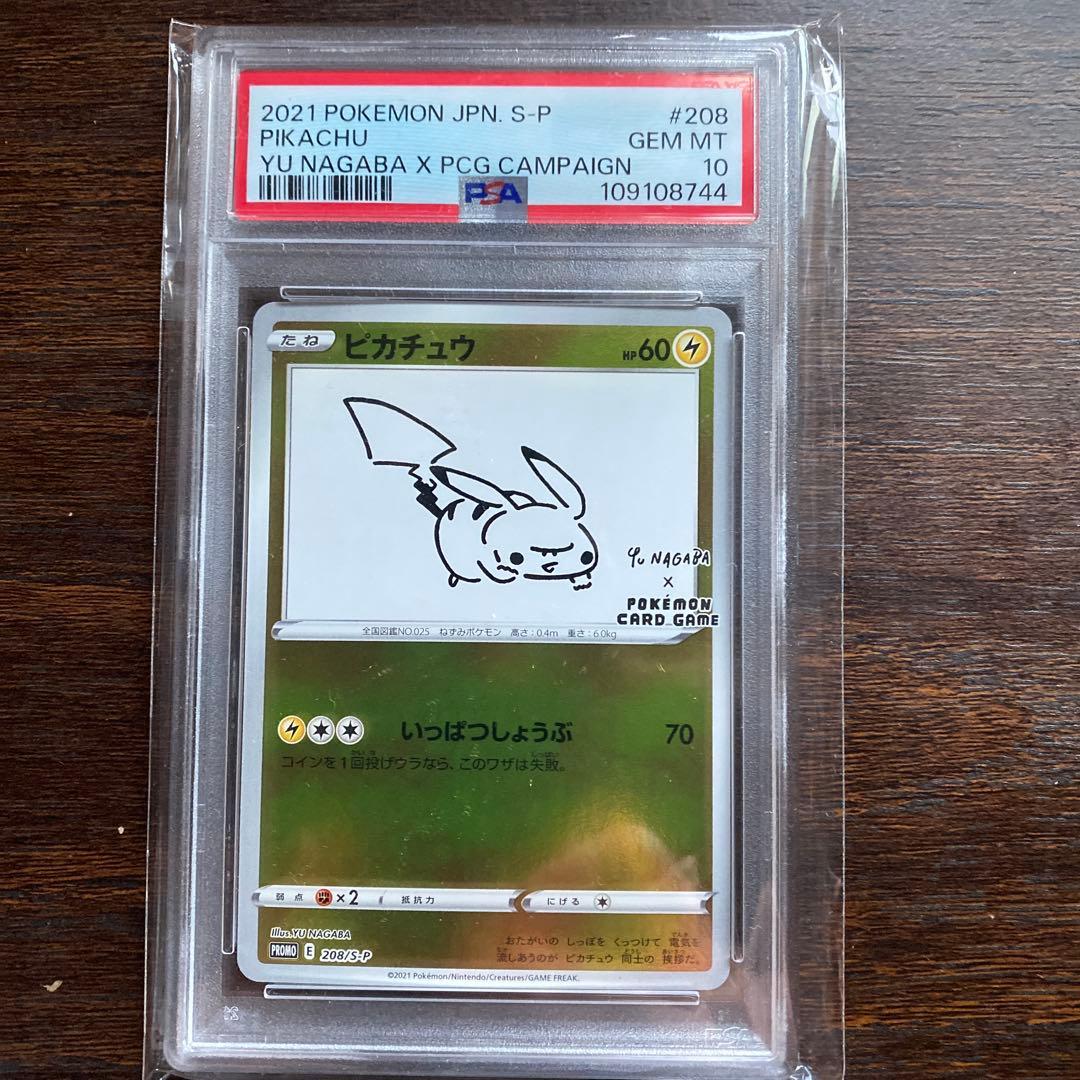 2021 POKEMON JPN. S-P #208
PIKACHU GEM MT
YU NAGABA X PCG CAMPAIGN 10
PSA 109108744
たね ピカチュウ HP60
YU NAGABA
×
POKÉMON
CARD GAME
全国図鑑NO.025 ねずみポケモン 高さ:0.4m 重さ:6.0kg
いっぱつしょうぶ 70
コインを1回投げウラなら、このワザは失敗。
弱点 ×2 抵抗力 にげる
Illus.YU NAGABA
PROMO E 208/S-P
おたがいの しっぽを くっつけて 電気を
流しあうのが ピカチュウ 同士の 挨拶だ。
©2021 Pokémon/Nintendo/Creatures/GAME FREAK.